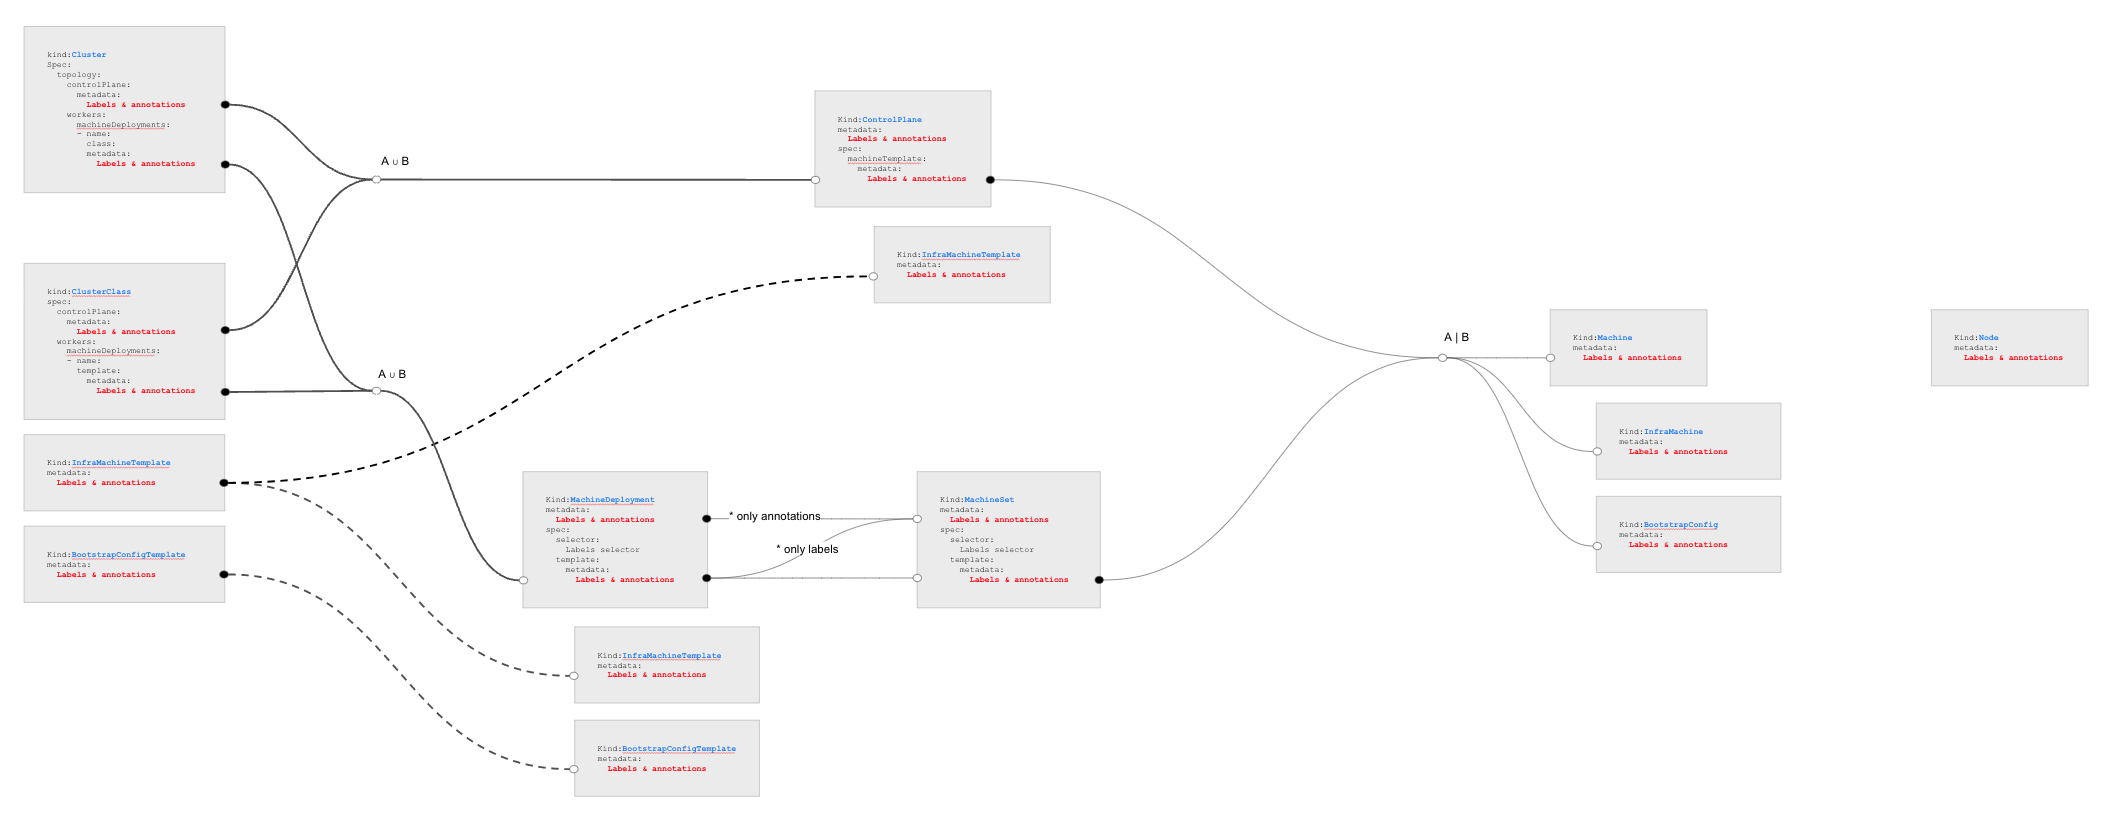 kind:Cluster
Spec:
topology:
controlPlane:
metadata:
Labels & annotations
workers:
machineDeployments:
- name:
class:
metadata:
Labels & annotations
kind:ClusterClass
spec:
controlPlane:
metadata:
Labels & annotations
workers:
machineDeployments:
- name:
template:
metadata:
Labels & annotations
Kind:InfraMachineTemplate
metadata:
Labels & annotations
Kind:BootstrapConfigTemplate
metadata:
Labels & annotations
A ∪ B
A ∪ B
Kind:ControlPlane
metadata:
Labels & annotations
spec:
machineTemplate:
metadata:
Labels & annotations
Kind:InfraMachineTemplate
metadata:
Labels & annotations
Kind:MachineDeployment
metadata:
Labels & annotations
spec:
selector:
Labels selector
template:
metadata:
Labels & annotations
* only annotations
* only labels
Kind:MachineSet
metadata:
Labels & annotations
spec:
selector:
Labels selector
template:
metadata:
Labels & annotations
Kind:InfraMachineTemplate
metadata:
Labels & annotations
Kind:BootstrapConfigTemplate
metadata:
Labels & annotations
A | B
Kind:Machine
metadata:
Labels & annotations
Kind:InfraMachine
metadata:
Labels & annotations
Kind:BootstrapConfig
metadata:
Labels & annotations
Kind:Node
metadata:
Labels & annotations